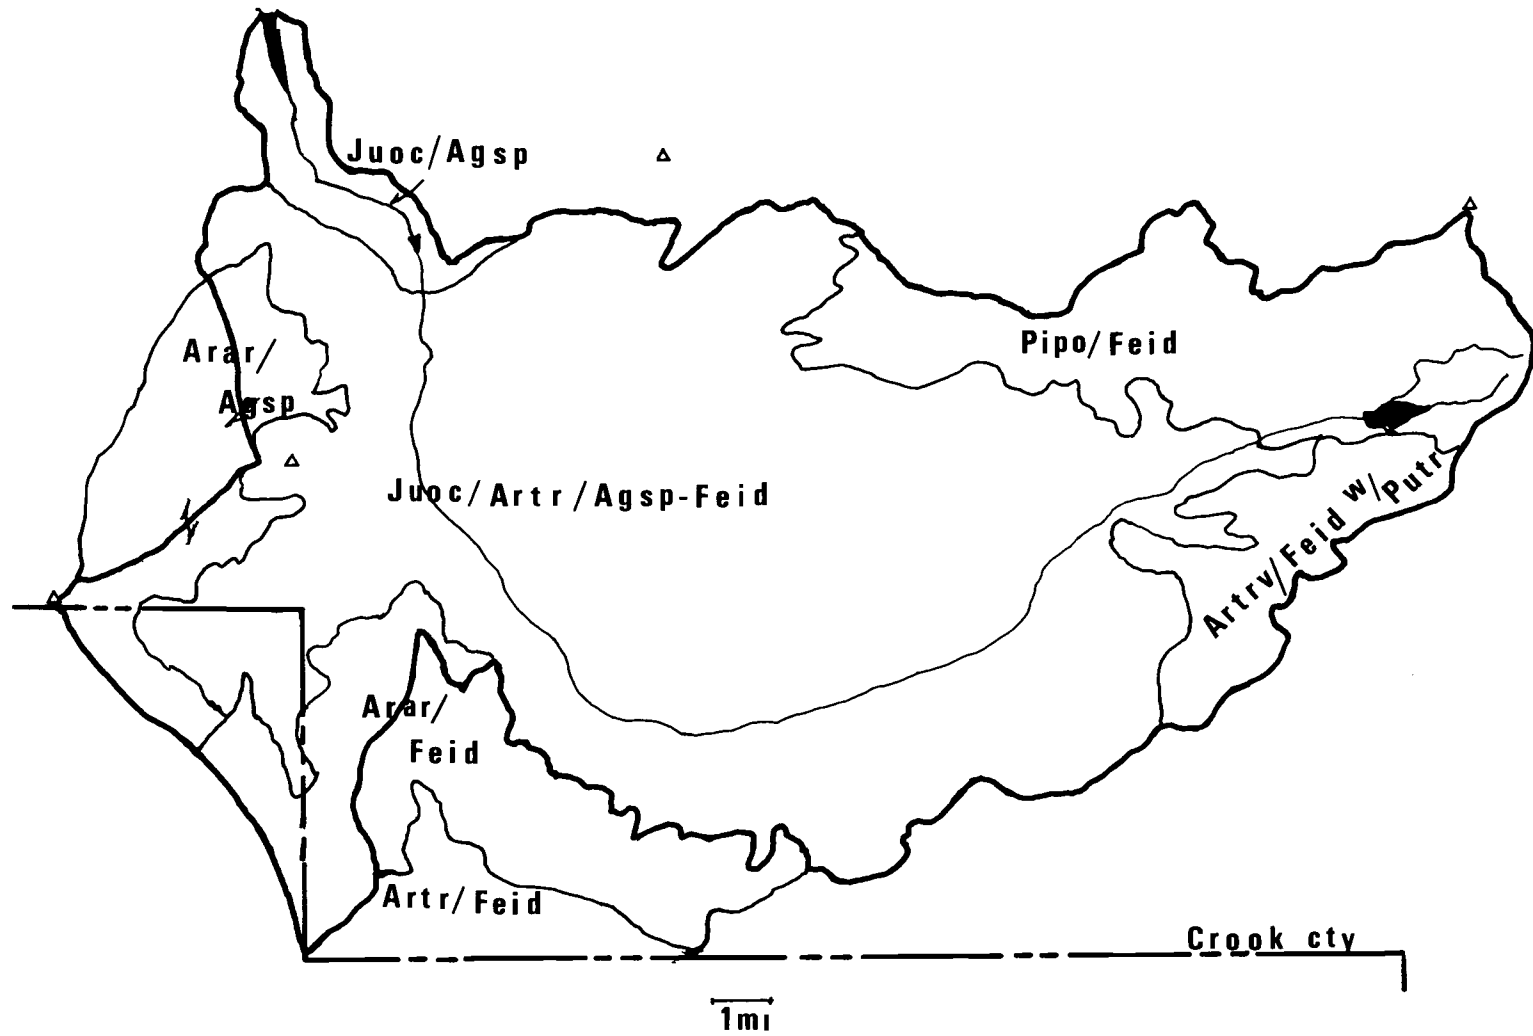 Juoc/Agsp
Pipo/Feid
Arar/
Agsp
Juoc/Artr/Agsp-Feid
Artrv/Feid w/Putr
Arar/
Feid
Artr/Feid
Crook cty
1mi